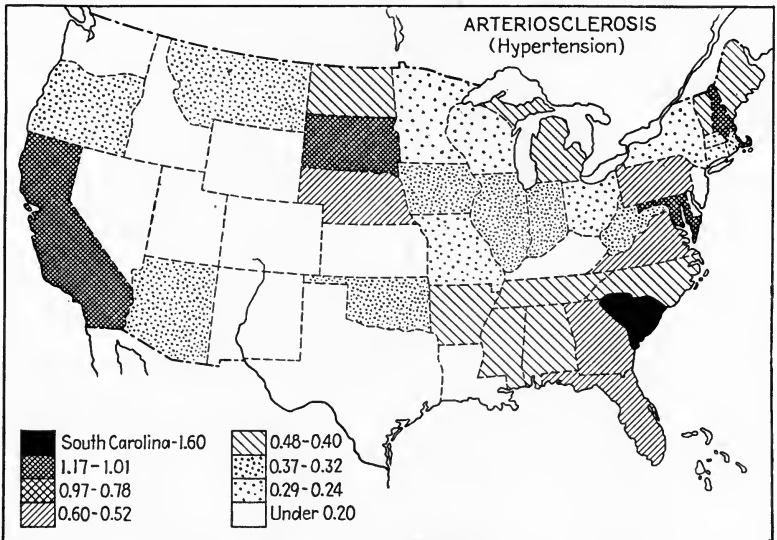 ARTERIOSCLEROSIS
(Hypertension)
South Carolina-1.60
1.17-1.01
0.97-0.78
0.60-0.52
0.48-0.40
0.37-0.32
0.29-0.24
Under 0.20